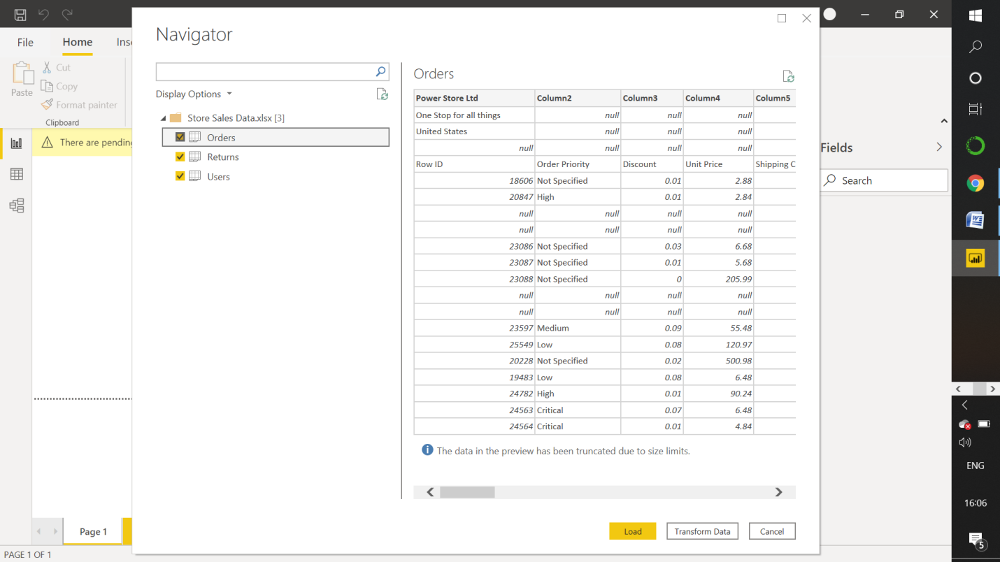 Navigator
File Home Ins
Paste
Cut
Copy
Format painter
Clipboard
There are pending
Display Options
Store Sales Data.xlsx [3]
Orders
Returns
Users
Orders
Power Store Ltd Column2 Column3 Column4 Column5
One Stop for all things null null null
United States null null null
null null null null
Row ID Order Priority Discount Unit Price Shipping C
18606 Not Specified 0.01 2.88
20847 High 0.01 2.84
null null null null
null null null null
23086 Not Specified 0.03 6.68
23087 Not Specified 0.01 5.68
23088 Not Specified 0 205.99
null null null null
null null null null
23597 Medium 0.09 55.48
25549 Low 0.08 120.97
20228 Not Specified 0.02 500.98
19483 Low 0.08 6.48
24782 High 0.01 90.24
24563 Critical 0.07 6.48
24564 Critical 0.01 4.84
The data in the preview has been truncated due to size limits.
Load Transform Data Cancel
Fields
Search
Page 1
PAGE 1 OF 1
ENG
16:06
5